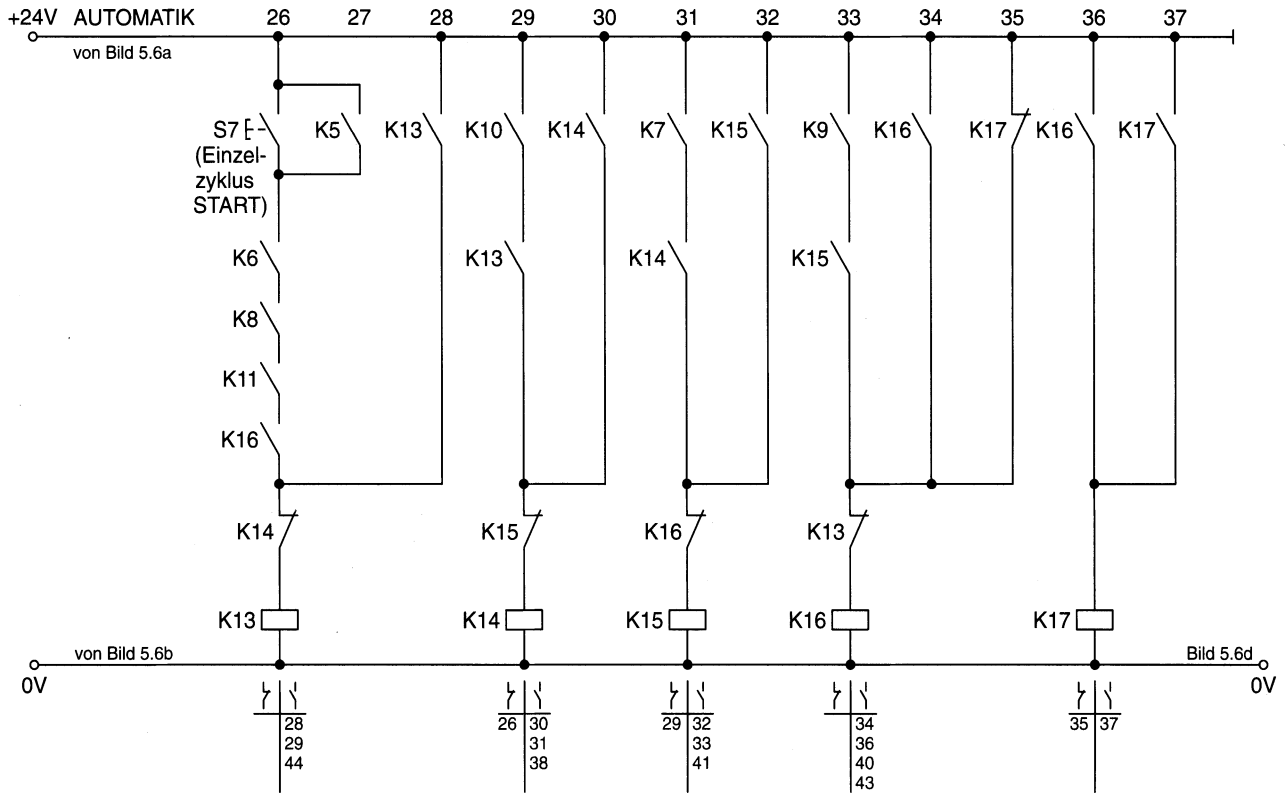 +24V AUTOMATIK 26 27 28 29 30 31 32 33 34 35 36 37
von Bild 5.6a
S7 K5 K13 K10 K14 K7 K15 K9 K16 K17 K16 K17
(Einzel-
zyklus
START)
K6 K13 K14 K15
K8
K11
K16
K14 K15 K16 K13
K13 K14 K15 K16 K17
von Bild 5.6b Bild 5.6d
0V 0V
28 26 30 29 32 34 35 37
29 31 33 36
44 38 41 40
43